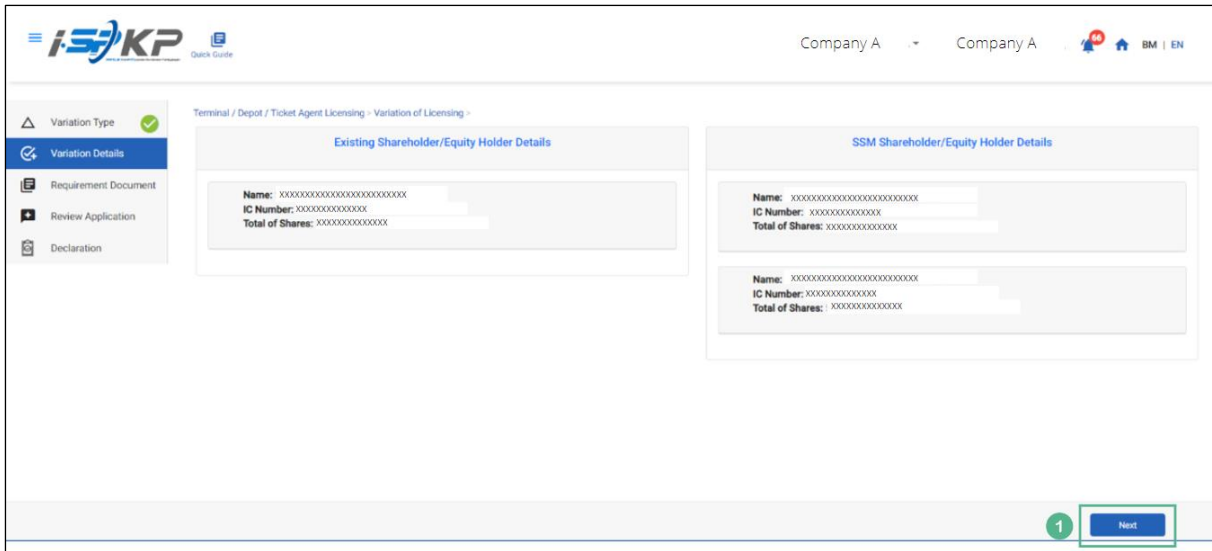 i-SPKP
Quick Guide
Company A
Company A
66
BM | EN
Variation Type
Variation Details
Requirement Document
Review Application
Declaration
Terminal / Depot / Ticket Agent Licensing > Variation of Licensing >
Existing Shareholder/Equity Holder Details
Name: XXXXXXXXXXXXXXXXXXXXXXXXX
IC Number: XXXXXXXXXXXXXX
Total of Shares: XXXXXXXXXXXXXX
SSM Shareholder/Equity Holder Details
Name: XXXXXXXXXXXXXXXXXXXXXXXXX
IC Number: XXXXXXXXXXXXXX
Total of Shares: XXXXXXXXXXXXXX
Name: XXXXXXXXXXXXXXXXXXXXXXXXX
IC Number: XXXXXXXXXXXXXX
Total of Shares: XXXXXXXXXXXXXX
1
Next